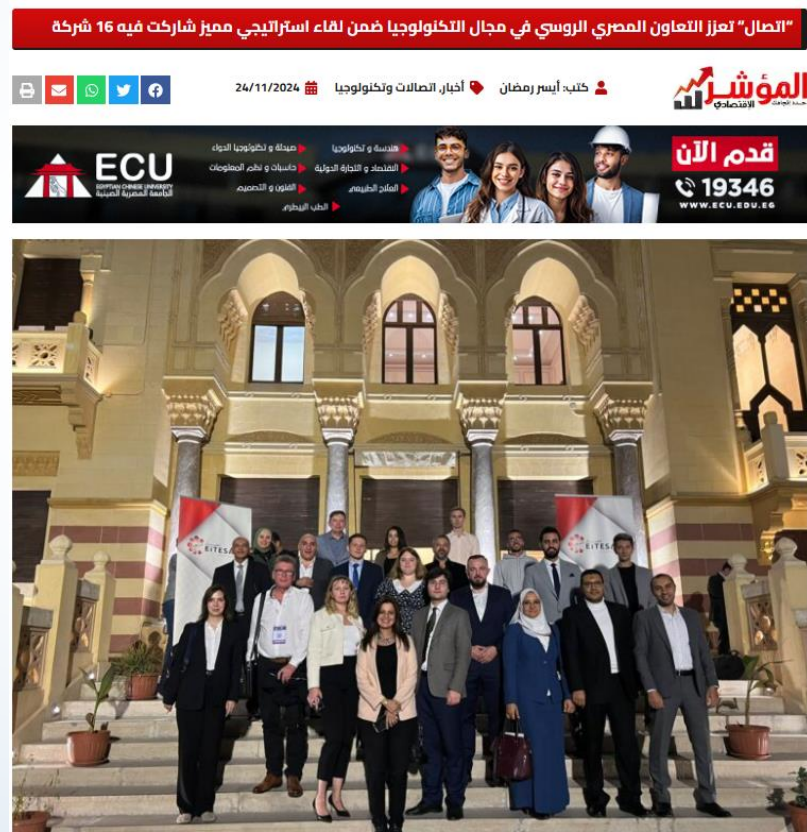 “اتصال” تعزز التعاون المصري الروسي في مجال التكنولوجيا ضمن لقاء استراتيجي مميز شاركت فيه 16 شركة
المؤشر
الاقتصادي
كتب: أيسر رمضان
أخبار, اتصالات وتكنولوجيا
24/11/2024
قدم الآن
19346
WWW.ECU.EDU.EG
هندسة و تكنولوجيا
الاقتصاد و التجارة الدولية
العلاج الطبيعي
صيدلة و تكنولوجيا الدواء
حاسبات و نظم المعلومات
الفنون و التصميم
الطب البيطري
ECU
EGYPTIAN CHINESE UNIVERSITY
الجامعة المصرية الصينية
EITESAL
EITESAL